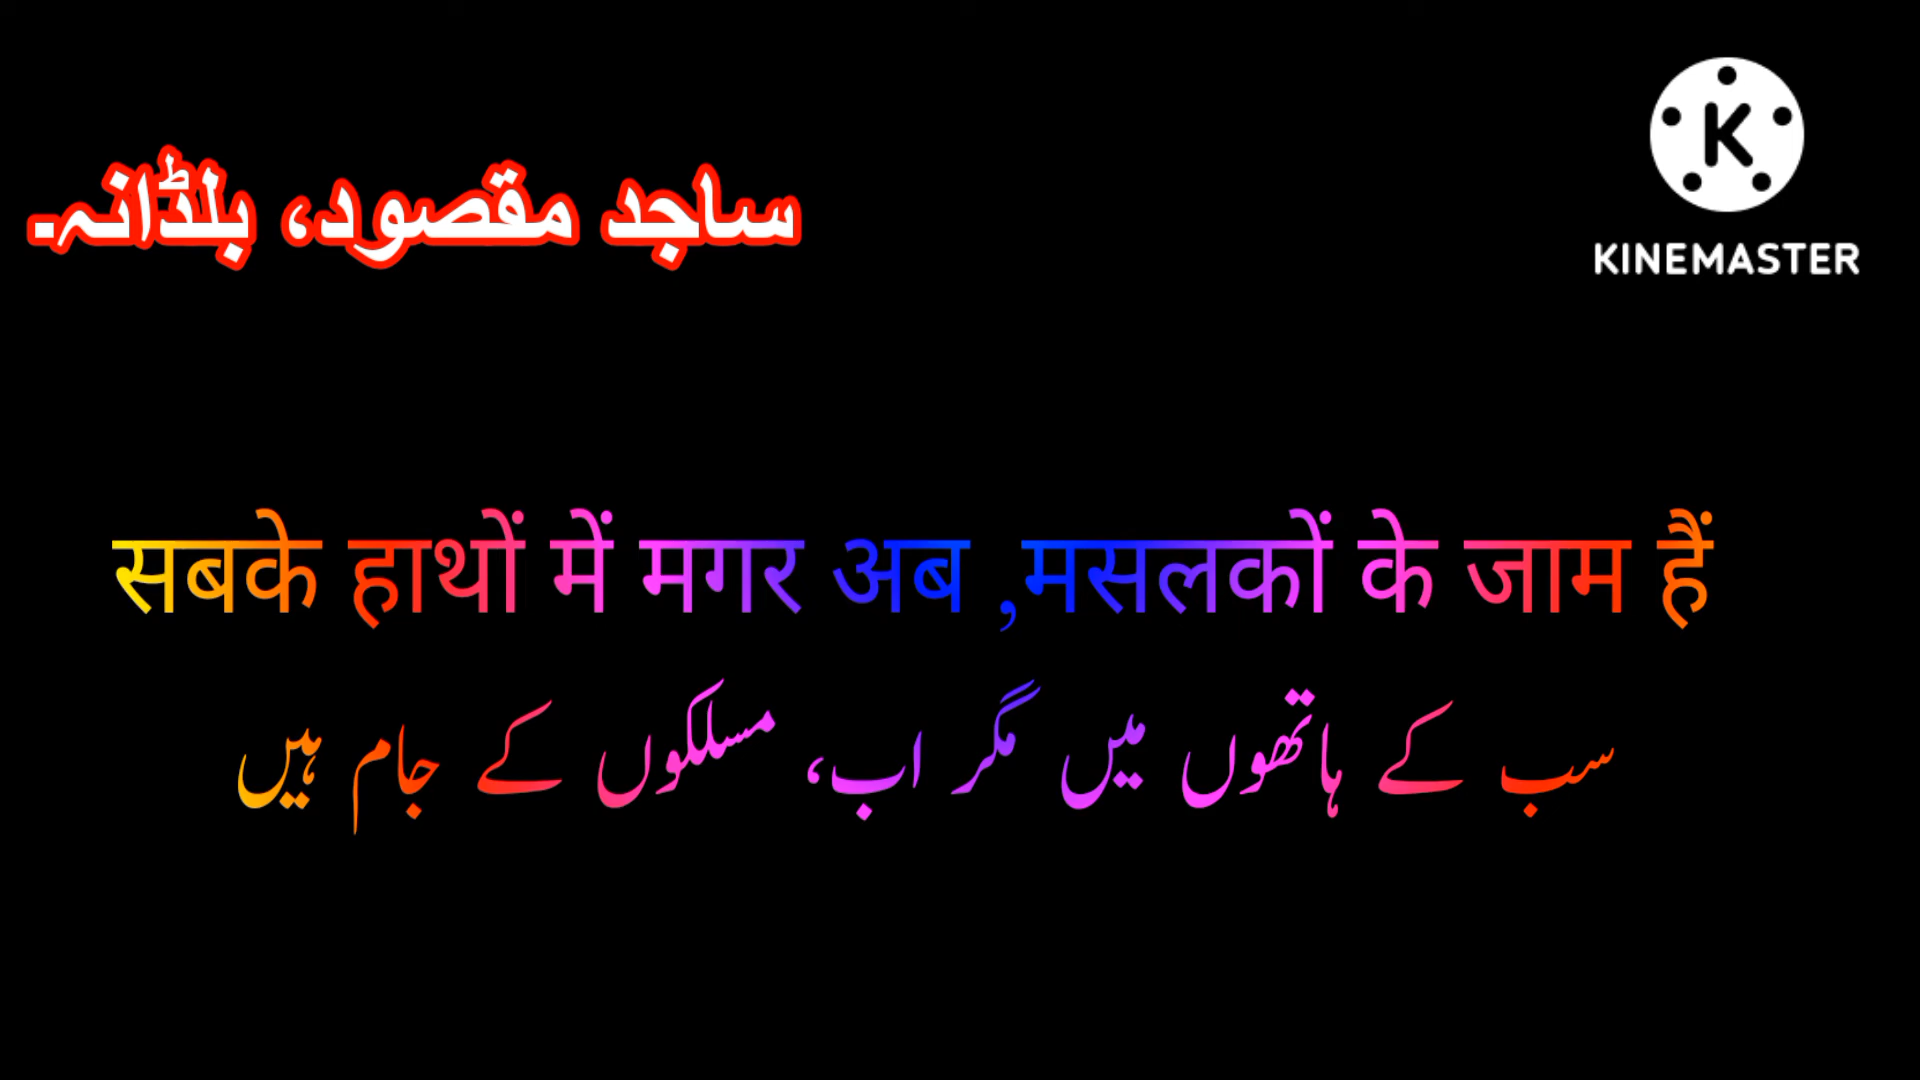 ساجد مقصود، بلڈانہ۔
KINEMASTER
सबके हाथों में मगर अब ,मसलकों के जाम हैं
سب کے ہاتھوں میں مگر اب، مسلکوں کے جام ہیں